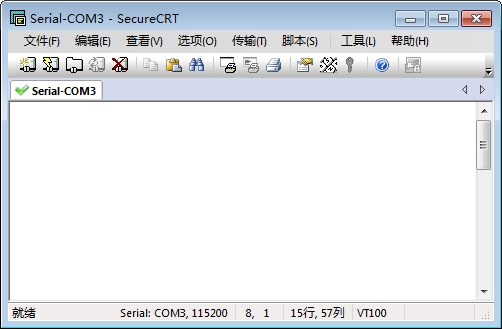 Serial-COM3 - SecureCRT
文件(F) 编辑(E) 查看(V) 选项(O) 传输(T) 脚本(S) 工具(L) 帮助(H)
Serial-COM3
就绪 Serial: COM3, 115200 8, 1 15行, 57列 VT100